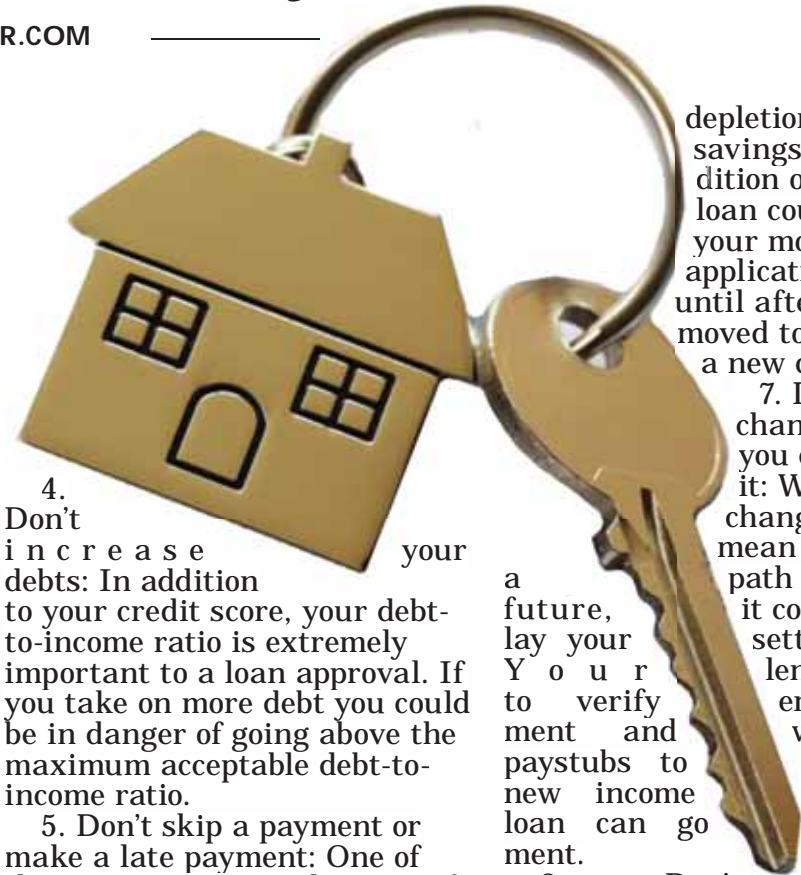 R.COM
4.
Don't
increase your
debts: In addition
to your credit score, your debt-
to-income ratio is extremely
important to a loan approval. If
you take on more debt you could
be in danger of going above the
maximum acceptable debt-to-
income ratio.
5. Don't skip a payment or
make a late payment: One of
depletion
savings
dition o
loan cou
your mo
applicati
until afte
moved to
a new
7.
chan
you
it: W
chang
mean
a path
future, it co
lay your sett
Your len
to verify e
ment and
paystubs to
new income
loan can go
ment.